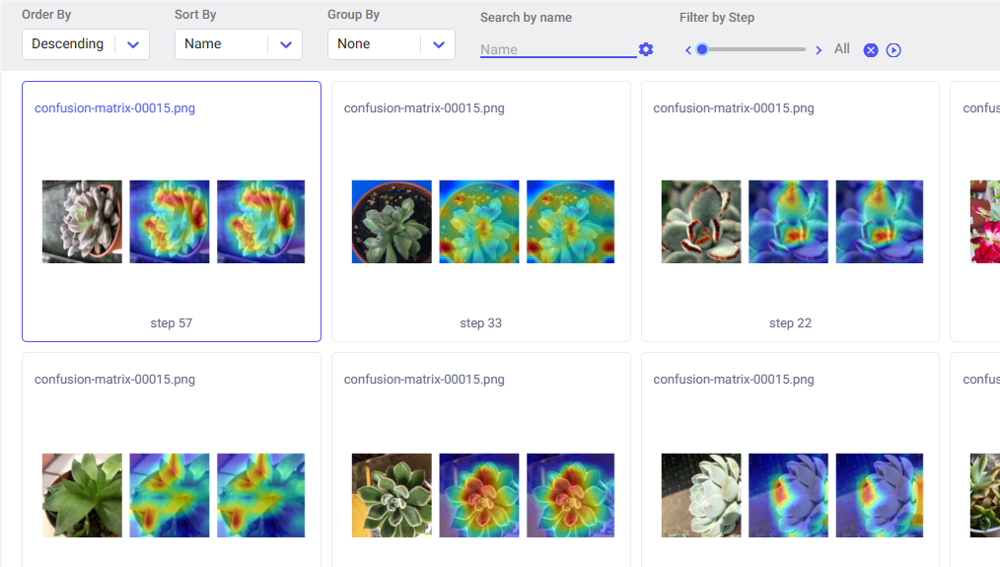 Order By
Sort By
Group By
Search by name
Filter by Step
Descending
Name
None
Name
All
confusion-matrix-00015.png
confusion-matrix-00015.png
confusion-matrix-00015.png
confus
step 57
step 33
step 22
confusion-matrix-00015.png
confusion-matrix-00015.png
confusion-matrix-00015.png
confus